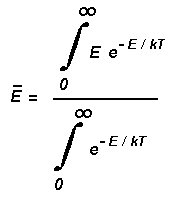 Ē = ∫₀^∞ E e^(-E / kT)
∫₀^∞ e^(-E / kT)